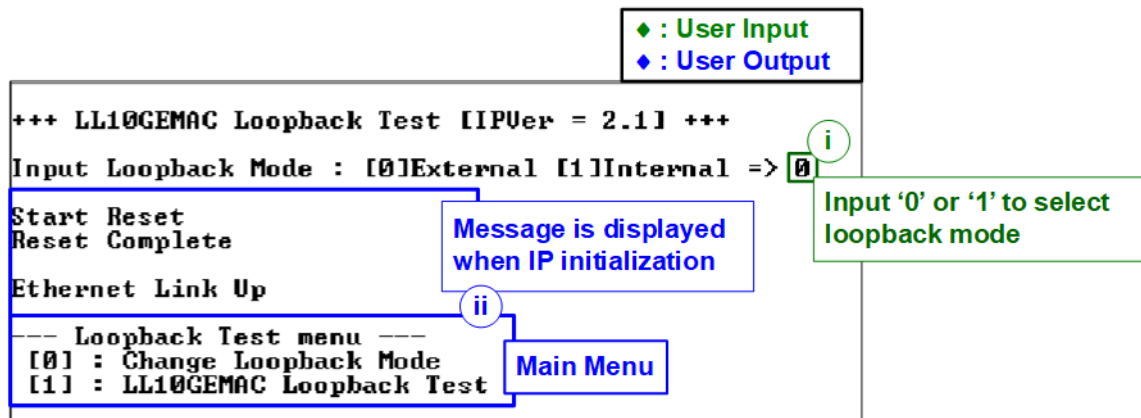 ◆ : User Input
◆ : User Output
+++ LL10GEMAC Loopback Test [IPVer = 2.1] +++
i
Input Loopback Mode : [0]External [1]Internal => 0
Input ‘0’ or ‘1’ to select
loopback mode
Start Reset
Reset Complete
Message is displayed
when IP initialization
Ethernet Link Up
ii
--- Loopback Test menu ---
[0] : Change Loopback Mode
[1] : LL10GEMAC Loopback Test
Main Menu